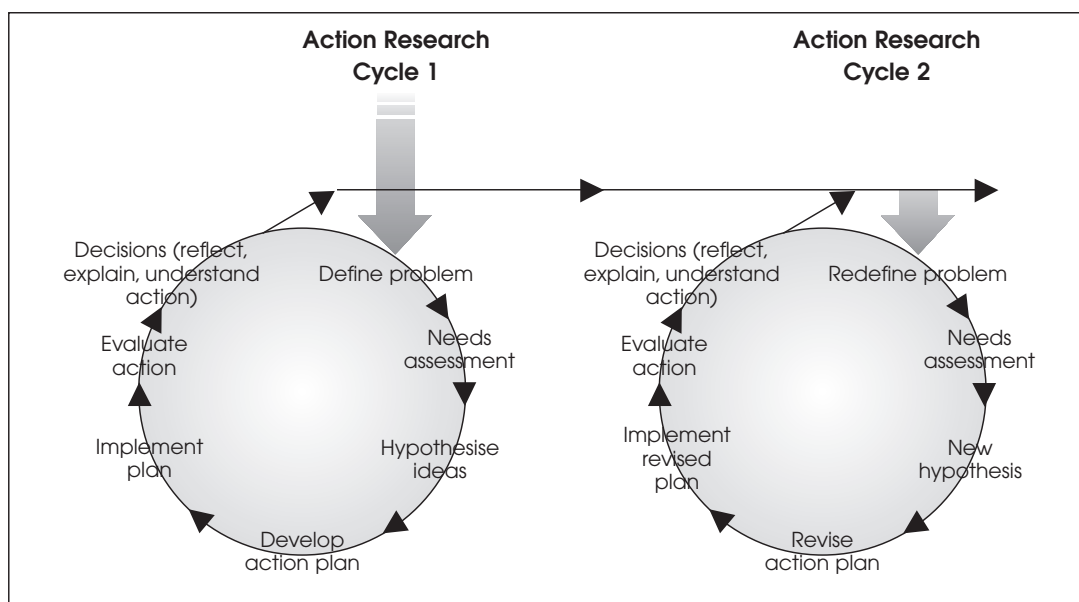 Action Research
Cycle 1
Action Research
Cycle 2
Decisions (reflect,
explain, understand
action)
Define problem
Needs
assessment
Hypothesise
ideas
Develop
action plan
Implement
plan
Evaluate
action
Decisions (reflect,
explain, understand
action)
Redefine problem
Needs
assessment
New
hypothesis
Revise
action plan
Implement
revised
plan
Evaluate
action